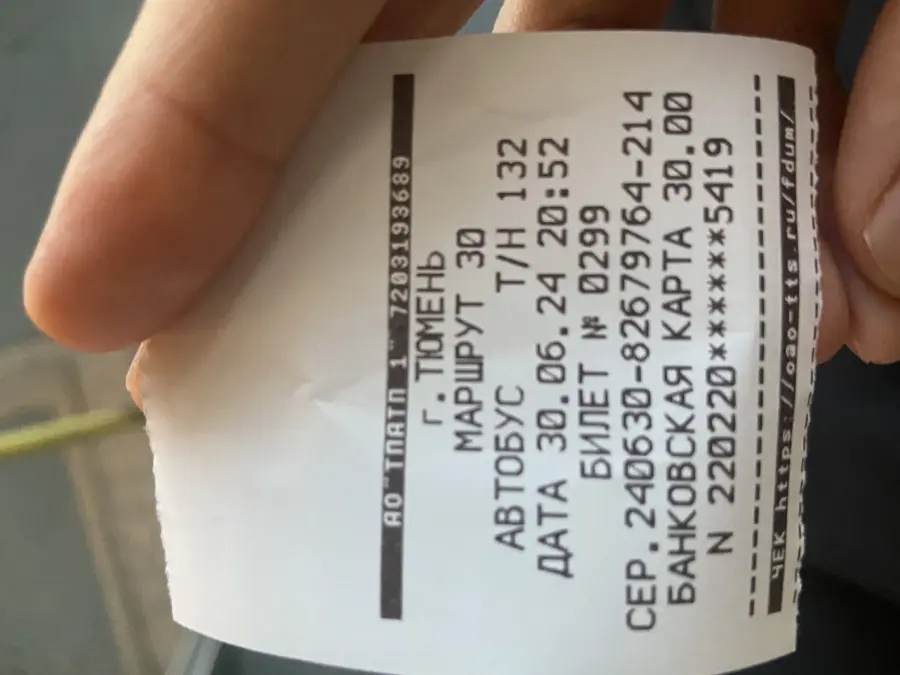 АО "ТПАТП 1" 7203193689
Г. ТЮМЕНЬ
МАРШРУТ 30
АВТОБУС Т/Н 132
ДАТА 30.06.24 20:52
БИЛЕТ № 0299
СЕР.240630-82679764-214
БАНКОВСКАЯ КАРТА 30.00
N 220220******5419
ЧЕК https://oao-tts.ru/fdum/